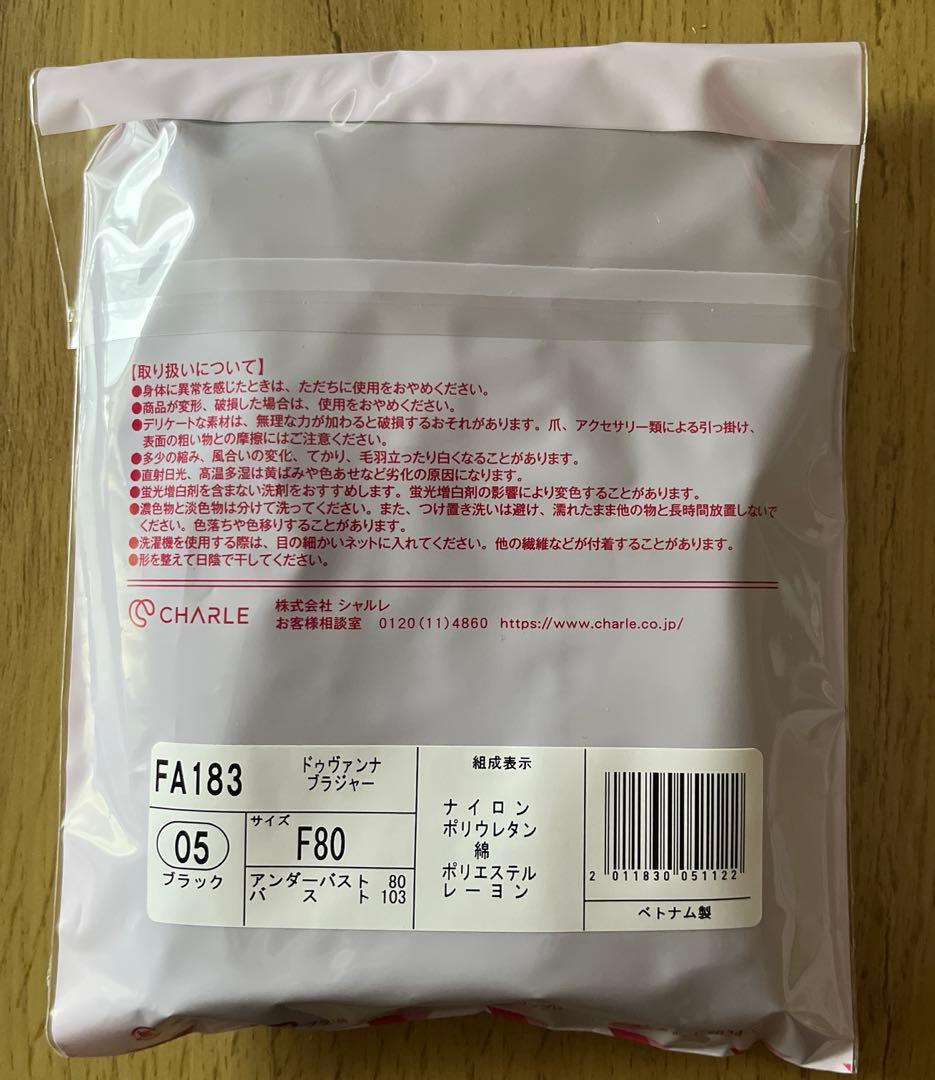 【取り扱いについて】
●身体に異常を感じたときは、ただちに使用をおやめください。
●商品が変形、破損した場合は、使用をおやめください。
●デリケートな素材は、無理な力が加わると破損するおそれがあります。爪、アクセサリー類による引っ掛け、
表面の粗い物との摩擦にはご注意ください。
●多少の縮み、風合いの変化、てかり、毛羽立ったり白くなることがあります。
●直射日光、高温多湿は黄ばみや色あせなど劣化の原因になります。
●蛍光増白剤を含まない洗剤をおすすめします。蛍光増白剤の影響により変色することがあります。
●濃色物と淡色物は分けて洗ってください。また、つけ置き洗いは避け、濡れたまま他の物と長時間放置しないで
ください。色落ちや色移りすることがあります。
●洗濯機を使用する際は、目の細かいネットに入れてください。他の繊維などが付着することがあります。
●形を整えて日陰で干してください。
CHARLE
株式会社 シャルレ
お客様相談室 0120(11)4860 https://www.charle.co.jp/
FA183
ドゥヴァンナ
ブラジャー
05
ブラック
サイズ
F80
アンダーバスト 80
バスト 103
組成表示
ナイロン
ポリウレタン
綿
ポリエステル
レーヨン
2 011830 051122
ベトナム製